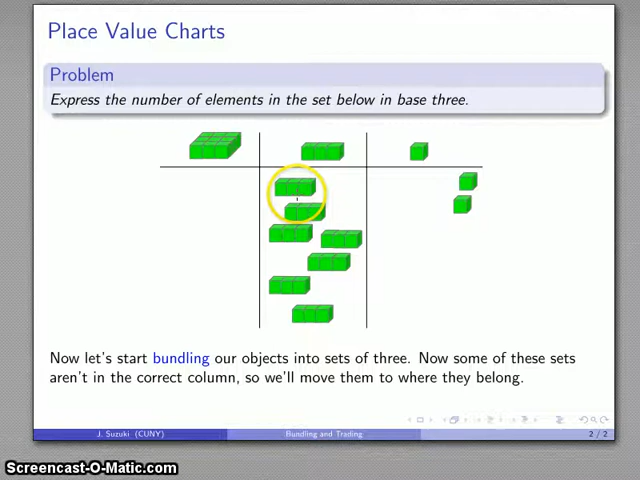 Place Value Charts
Problem
Express the number of elements in the set below in base three.
Now let's start bundling our objects into sets of three. Now some of these sets
aren't in the correct column, so we'll move them to where they belong.
J. Suzuki (CUNY) Bundling and Trading 2 / 2
Screencast-O-Matic.com